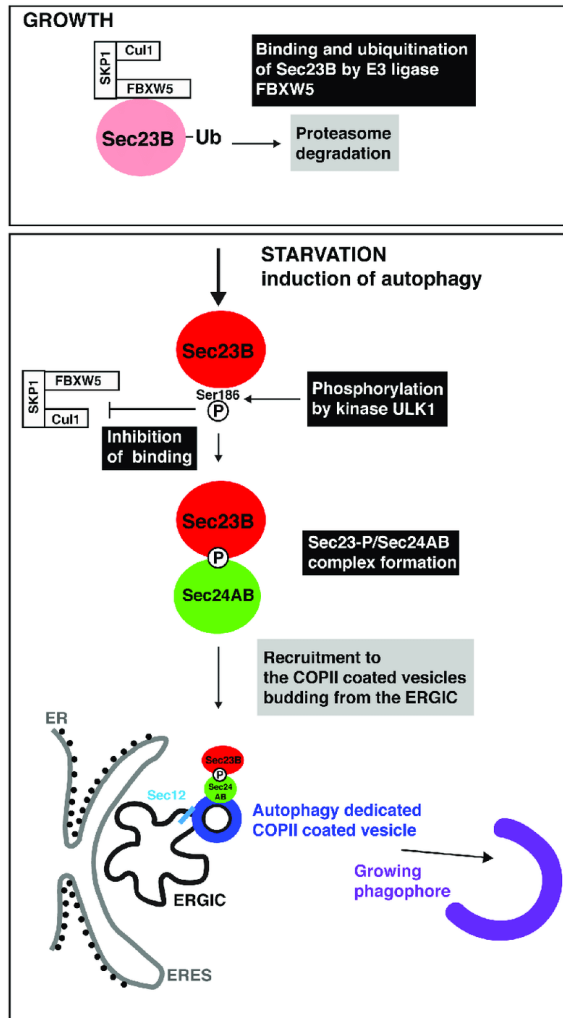 GROWTH
Cul1
SKP1
FBXW5
Binding and ubiquitination
of Sec23B by E3 ligase
FBXW5
Sec23B
Ub
Proteasome
degradation
STARVATION
induction of autophagy
Sec23B
Ser186
P
SKP1
FBXW5
Cul1
Phosphorylation
by kinase ULK1
Inhibition
of binding
Sec23B
P
Sec24AB
Sec23-P/Sec24AB
complex formation
Recruitment to
the COPII coated vesicles
budding from the ERGIC
ER
Sec23B
P
Sec24
AB
Sec12
Autophagy dedicated
COPII coated vesicle
Growing
phagophore
ERGIC
ERES